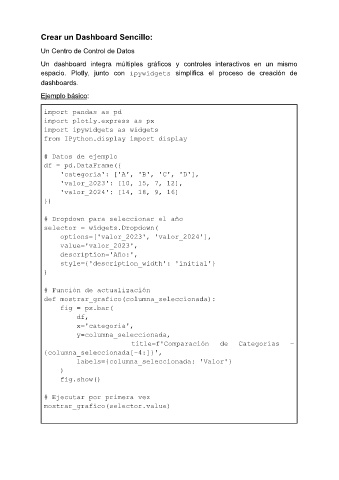 Crear un Dashboard Sencillo:
Un Centro de Control de Datos
Un dashboard integra múltiples gráficos y controles interactivos en un mismo
espacio. Plotly, junto con ipywidgets simplifica el proceso de creación de
dashboards.
Ejemplo básico:
import pandas as pd
import plotly.express as px
import ipywidgets as widgets
from IPython.display import display
# Datos de ejemplo
df = pd.DataFrame({
'categoria': ['A', 'B', 'C', 'D'],
'valor_2023': [10, 15, 7, 12],
'valor_2024': [14, 18, 9, 16]
})
# Dropdown para seleccionar el año
selector = widgets.Dropdown(
options=['valor_2023', 'valor_2024'],
value='valor_2023',
description='Año:',
style={'description_width': 'initial'}
)
# Función de actualización
def mostrar_grafico(columna_seleccionada):
fig = px.bar(
df,
x='categoria',
y=columna_seleccionada,
title=f'Comparación de Categorías -
{columna_seleccionada[-4:]}',
labels={columna_seleccionada: 'Valor'}
)
fig.show()
# Ejecutar por primera vez
mostrar_grafico(selector.value)